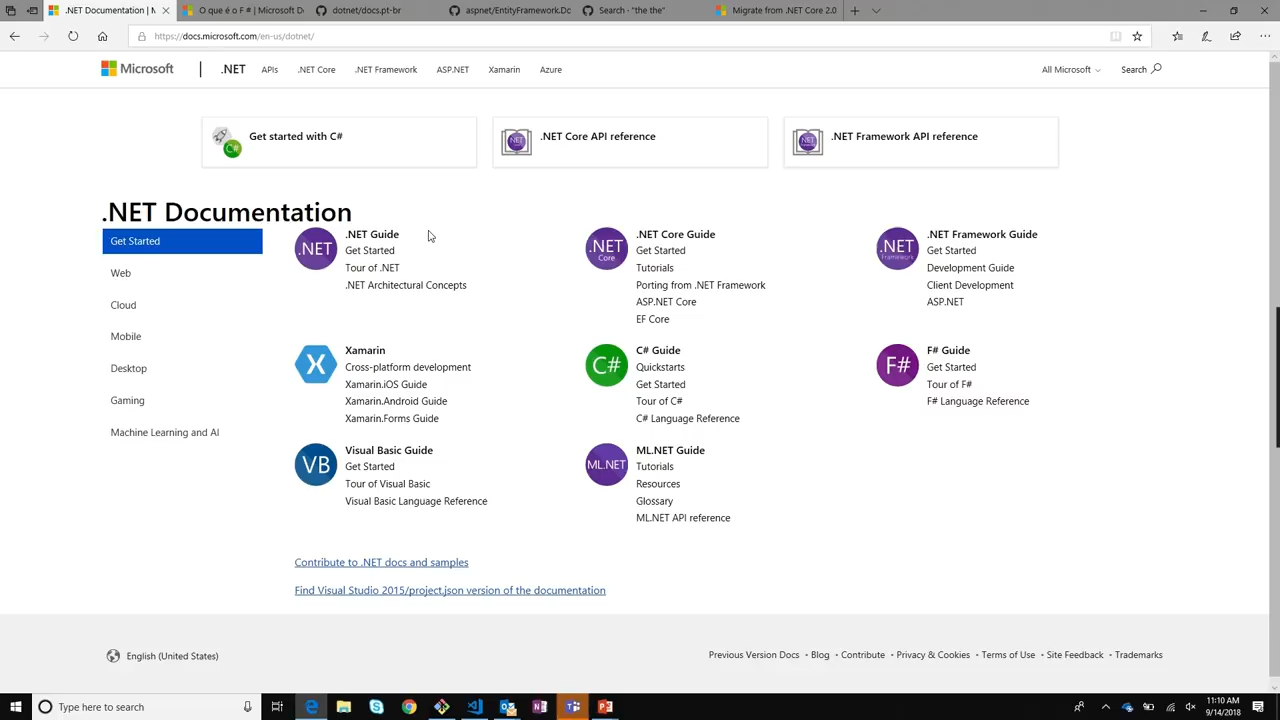 .NET Documentation | M
O que é o F # | Microsoft D
dotnet/docs.pt-br
aspnet/EntityFramework.Do
Search · "the the"
Migrate from .NET Core 2.0
https://docs.microsoft.com/en-us/dotnet/
Microsoft
.NET
APIs
.NET Core
.NET Framework
ASP.NET
Xamarin
Azure
All Microsoft
Search
C#
Get started with C#
.NET
.NET Core API reference
.NET Framework API reference
.NET Documentation
Get Started
Web
Cloud
Mobile
Desktop
Gaming
Machine Learning and AI
.NET
.NET Guide
Get Started
Tour of .NET
.NET Architectural Concepts
.NET
Core
.NET Core Guide
Get Started
Tutorials
Porting from .NET Framework
ASP.NET Core
EF Core
.NET
Framework
.NET Framework Guide
Get Started
Development Guide
Client Development
ASP.NET
X
Xamarin
Cross-platform development
Xamarin.iOS Guide
Xamarin.Android Guide
Xamarin.Forms Guide
C#
C# Guide
Quickstarts
Get Started
Tour of C#
C# Language Reference
F#
F# Guide
Get Started
Tour of F#
F# Language Reference
VB
Visual Basic Guide
Get Started
Tour of Visual Basic
Visual Basic Language Reference
ML.NET
ML.NET Guide
Tutorials
Resources
Glossary
ML.NET API reference
Contribute to .NET docs and samples
Find Visual Studio 2015/project.json version of the documentation
English (United States)
Previous Version Docs • Blog • Contribute • Privacy & Cookies • Terms of Use • Site Feedback • Trademarks
Type here to search
11:10 AM
9/14/2018